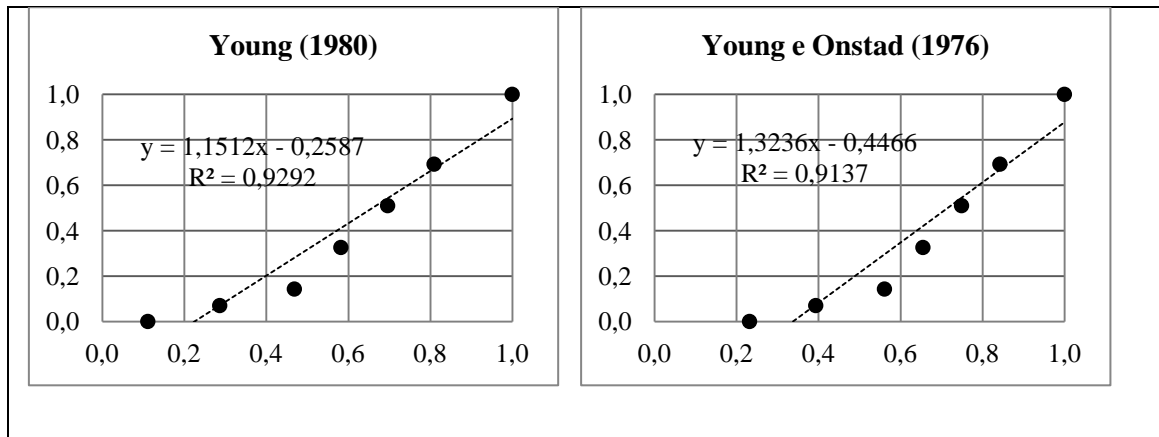 Young (1980)
1,0
0,8
0,6
0,4
0,2
0,0
y = 1,1512x - 0,2587
R² = 0,9292
0,0 0,2 0,4 0,6 0,8 1,0
Young e Onstad (1976)
1,0
0,8
0,6
0,4
0,2
0,0
y = 1,3236x - 0,4466
R² = 0,9137
0,0 0,2 0,4 0,6 0,8 1,0